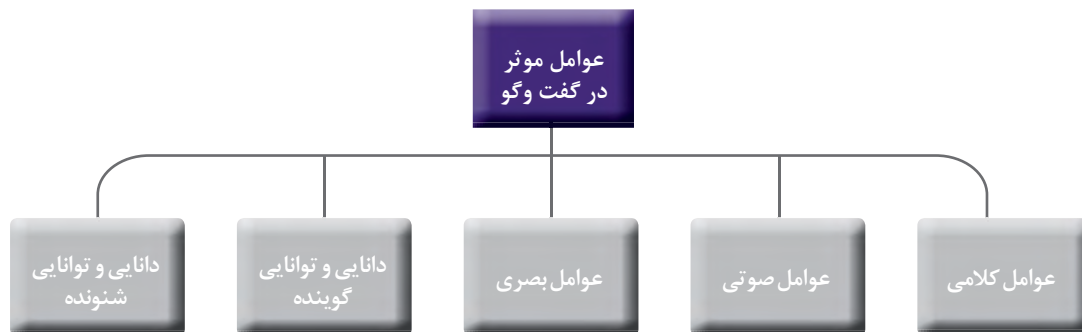 عوامل موثر
در گفت وگو
عوامل کلامی
عوامل صوتی
عوامل بصری
دانایی و توانایی
گوینده
دانایی و توانایی
شنونده